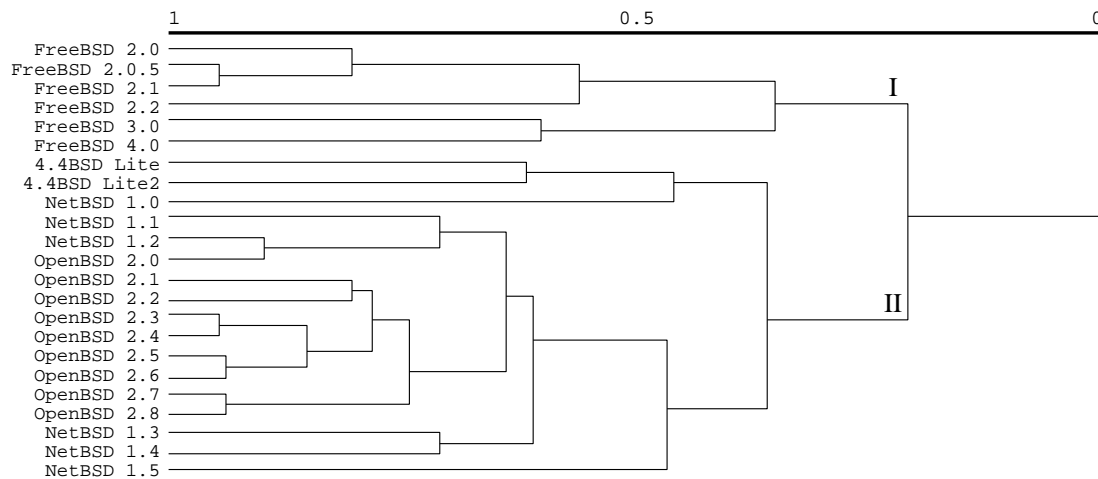 1 0.5 0
FreeBSD 2.0
FreeBSD 2.0.5
FreeBSD 2.1
I
FreeBSD 2.2
FreeBSD 3.0
FreeBSD 4.0
4.4BSD Lite
4.4BSD Lite2
NetBSD 1.0
NetBSD 1.1
NetBSD 1.2
OpenBSD 2.0
OpenBSD 2.1
OpenBSD 2.2
II
OpenBSD 2.3
OpenBSD 2.4
OpenBSD 2.5
OpenBSD 2.6
OpenBSD 2.7
OpenBSD 2.8
NetBSD 1.3
NetBSD 1.4
NetBSD 1.5